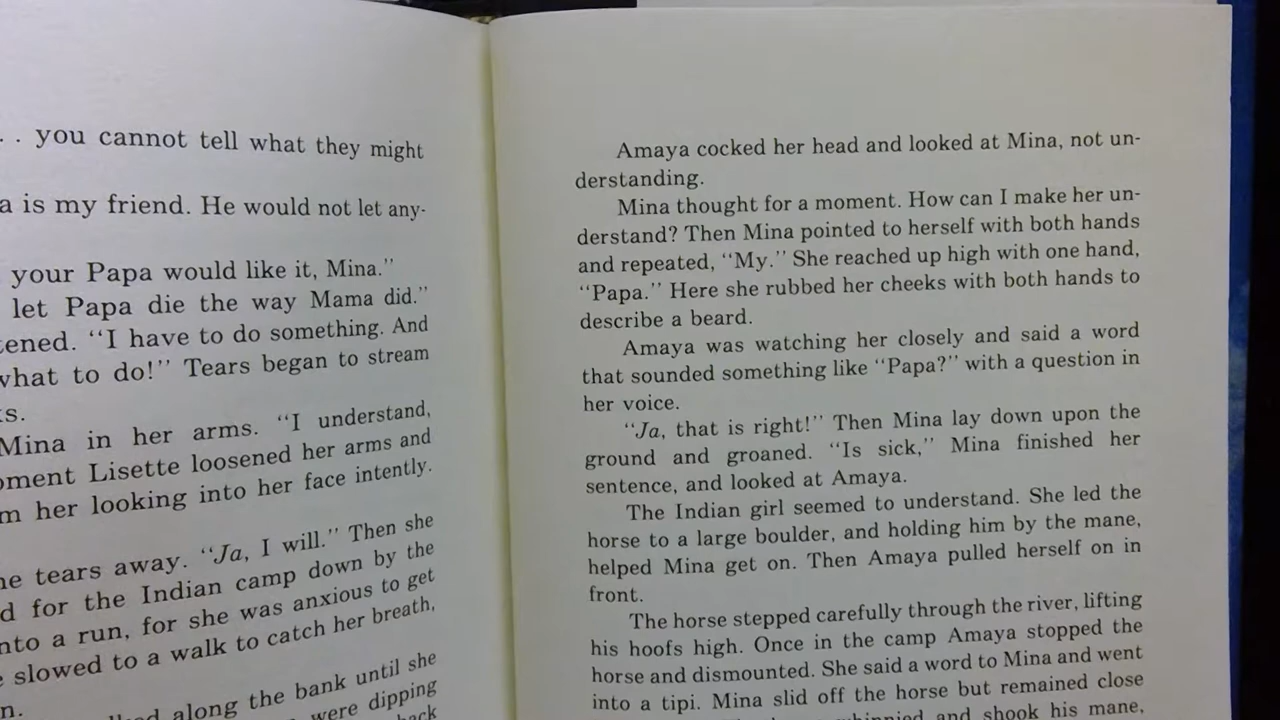 . . you cannot tell what they might
a is my friend. He would not let any-
your Papa would like it, Mina.”
let Papa die the way Mama did.”
tened. “I have to do something. And
what to do!” Tears began to stream
ks.
Mina in her arms. “I understand,
oment Lisette loosened her arms and
m her looking into her face intently.
he tears away. “Ja, I will.” Then she
d for the Indian camp down by the
nto a run, for she was anxious to get
e slowed to a walk to catch her breath,
n.
along the bank until she
were dipping
back
Amaya cocked her head and looked at Mina, not un-
derstanding.
Mina thought for a moment. How can I make her un-
derstand? Then Mina pointed to herself with both hands
and repeated, “My.” She reached up high with one hand,
“Papa.” Here she rubbed her cheeks with both hands to
describe a beard.
Amaya was watching her closely and said a word
that sounded something like “Papa?” with a question in
her voice.
“Ja, that is right!” Then Mina lay down upon the
ground and groaned. “Is sick,” Mina finished her
sentence, and looked at Amaya.
The Indian girl seemed to understand. She led the
horse to a large boulder, and holding him by the mane,
helped Mina get on. Then Amaya pulled herself on in
front.
The horse stepped carefully through the river, lifting
his hoofs high. Once in the camp Amaya stopped the
horse and dismounted. She said a word to Mina and went
into a tipi. Mina slid off the horse but remained close
whinnied and shook his mane,